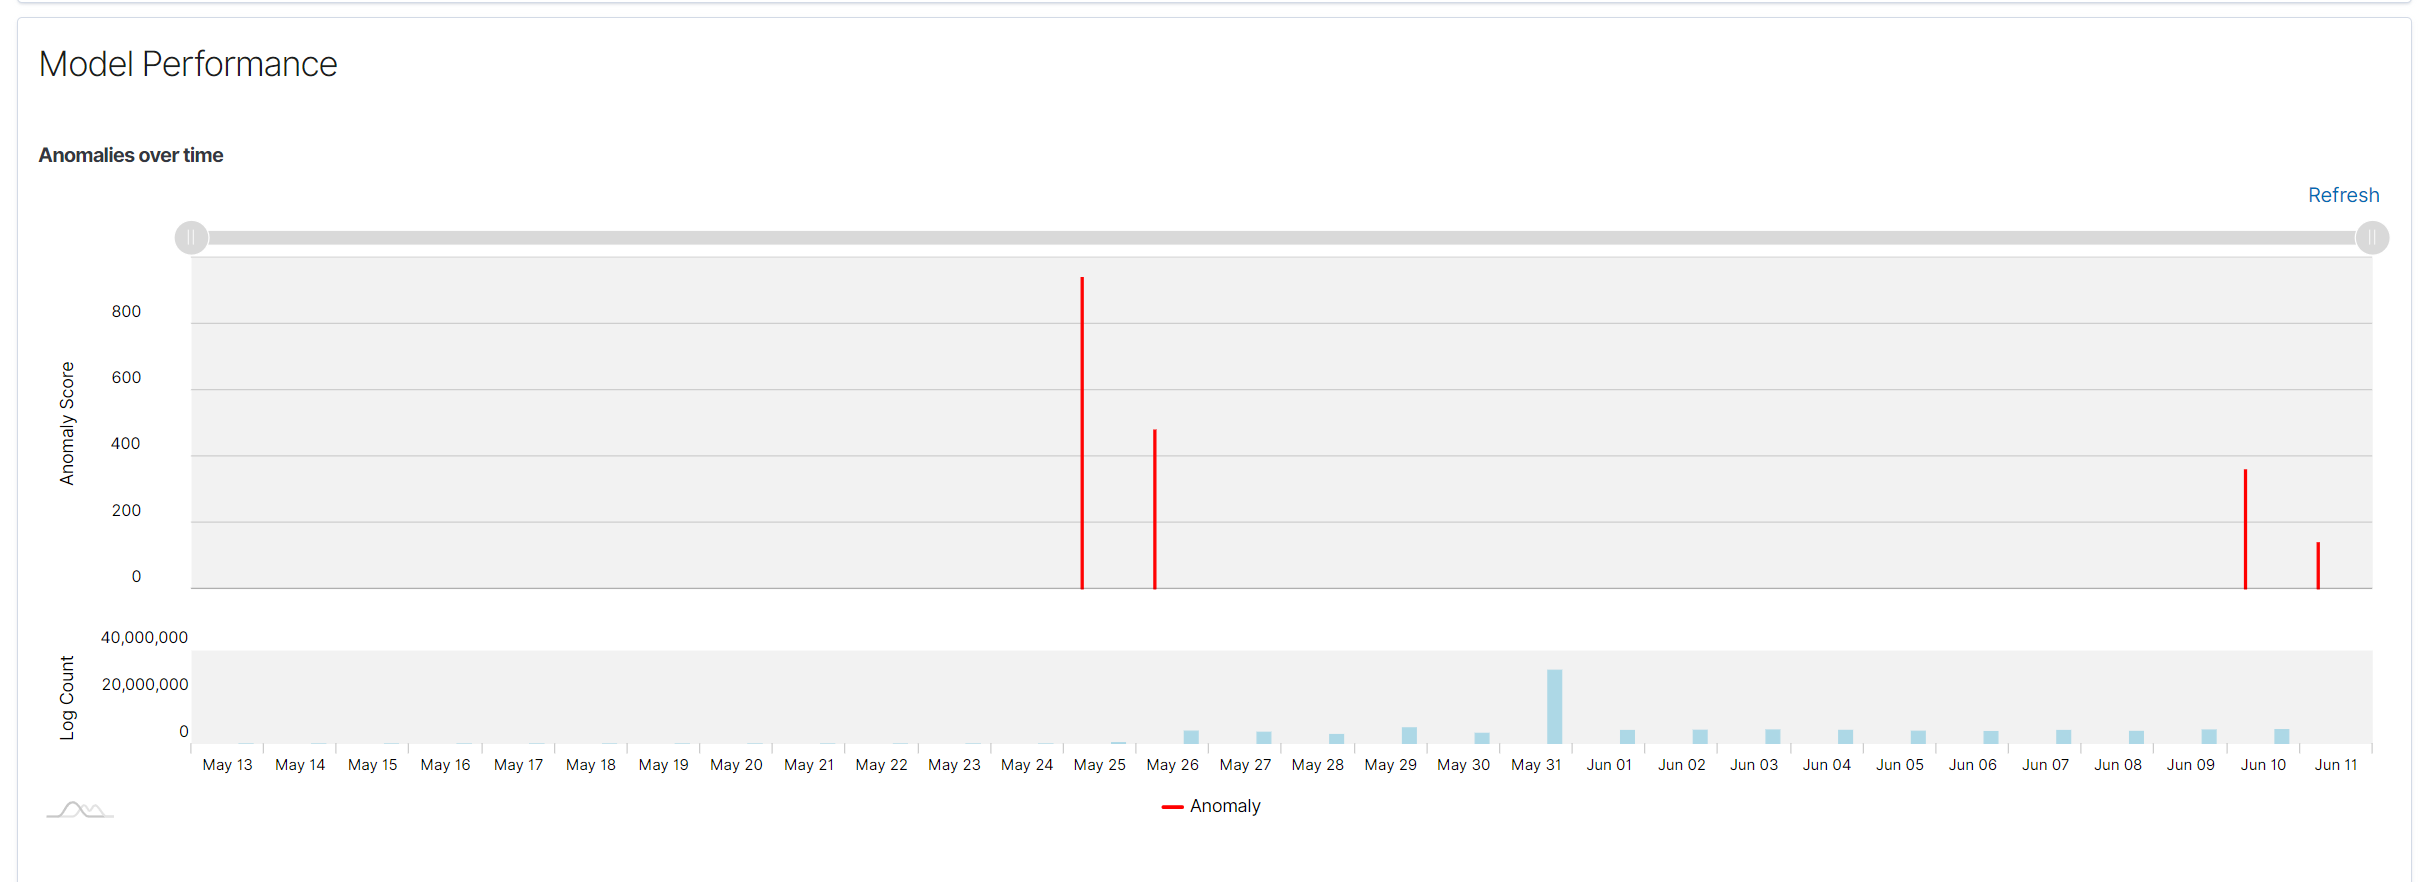 Model Performance
Anomalies over time
Refresh
Anomaly Score
800
600
400
200
0
Log Count
40,000,000
20,000,000
0
May 13 May 14 May 15 May 16 May 17 May 18 May 19 May 20 May 21 May 22 May 23 May 24 May 25 May 26 May 27 May 28 May 29 May 30 May 31 Jun 01 Jun 02 Jun 03 Jun 04 Jun 05 Jun 06 Jun 07 Jun 08 Jun 09 Jun 10 Jun 11
Anomaly